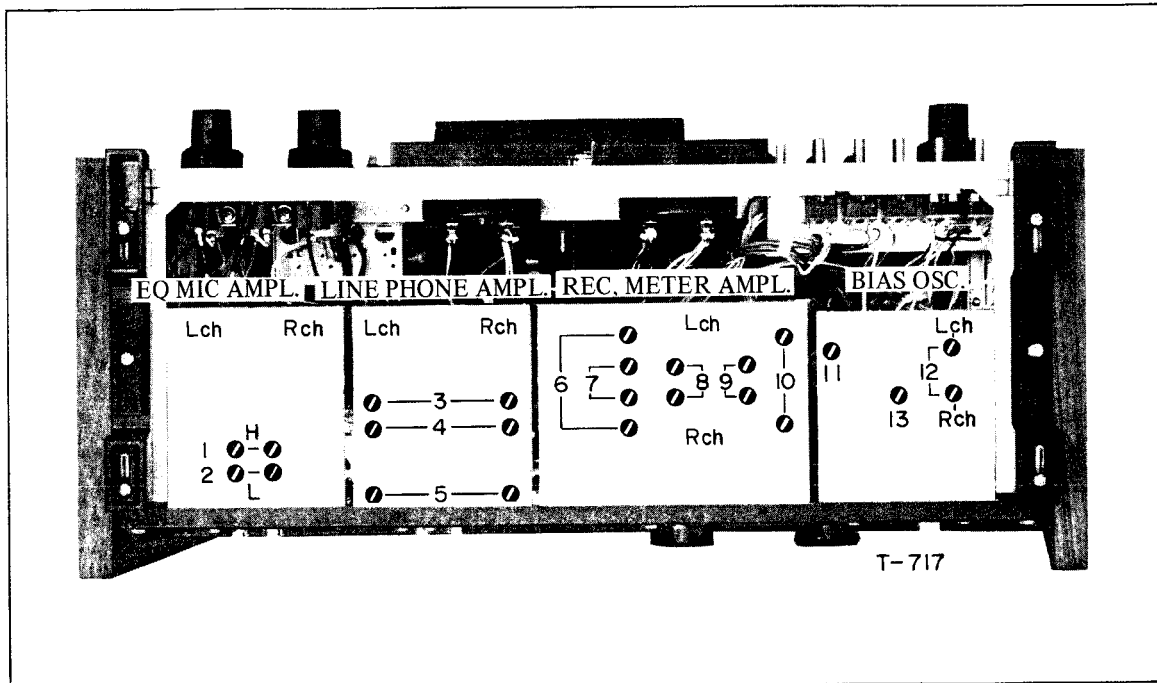 EQ MIC AMPL. LINE PHONE AMPL. REC. METER AMPL. BIAS OSC.
Lch Rch
1 H
2 L
Lch Rch
3
4
5
Lch
6 7 8 9 10
Rch
11
Lch
12
13
Rch
T-717